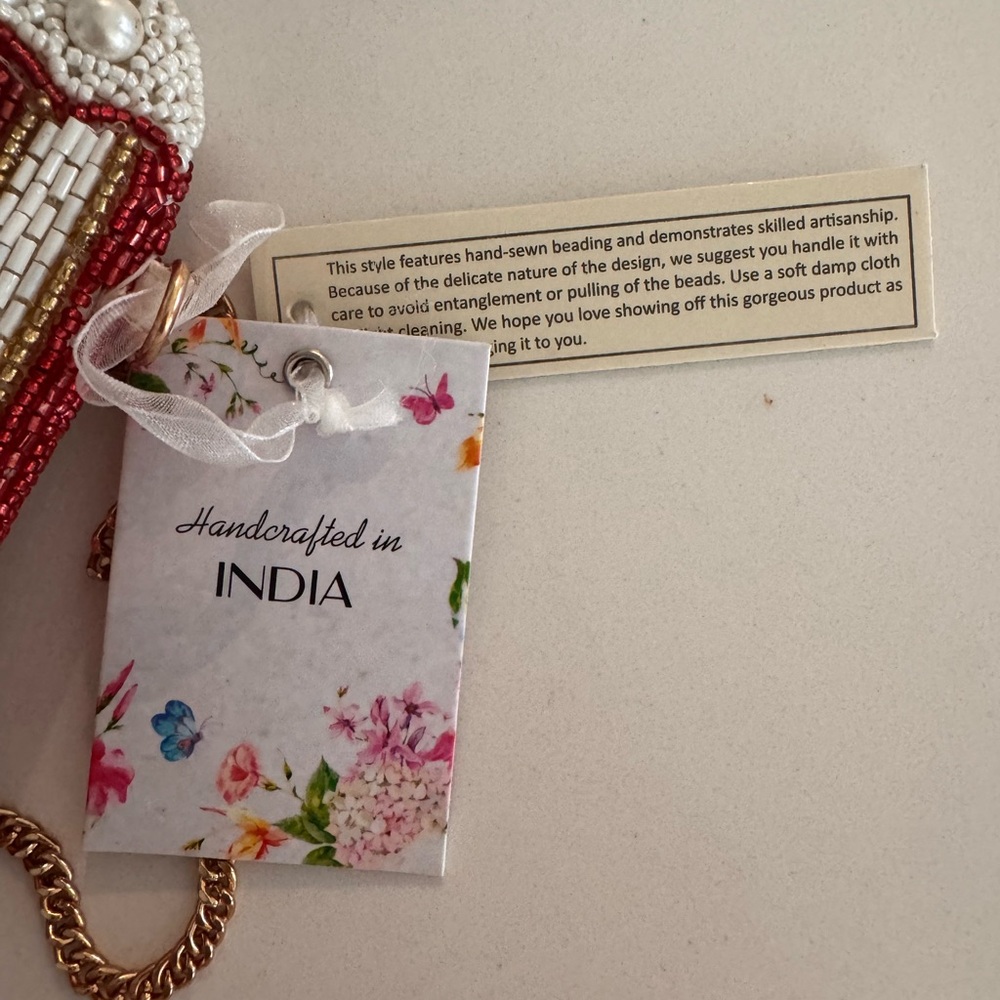 This style features hand-sewn beading and demonstrates skilled artisanship.
Because of the delicate nature of the design, we suggest you handle it with
care to avoid entanglement or pulling of the beads. Use a soft damp cloth
cleaning. We hope you love showing off this gorgeous product as
it to you.
Handcrafted in
INDIA